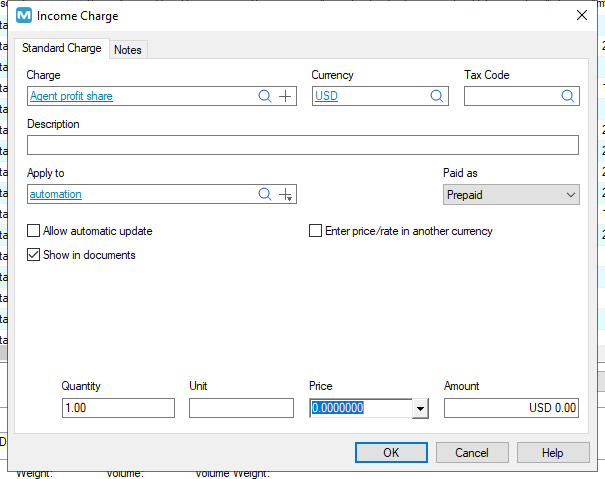 Income Charge
Standard Charge
Notes
Charge
Currency
Tax Code
Agent profit share
USD
Description
Apply to
Paid as
automation
Prepaid
Allow automatic update
Enter price/rate in another currency
Show in documents
Quantity
Unit
Price
Amount
1.00
0.0000000
USD 0.00
OK
Cancel
Help
Weight:
Volume:
Volume Weight: